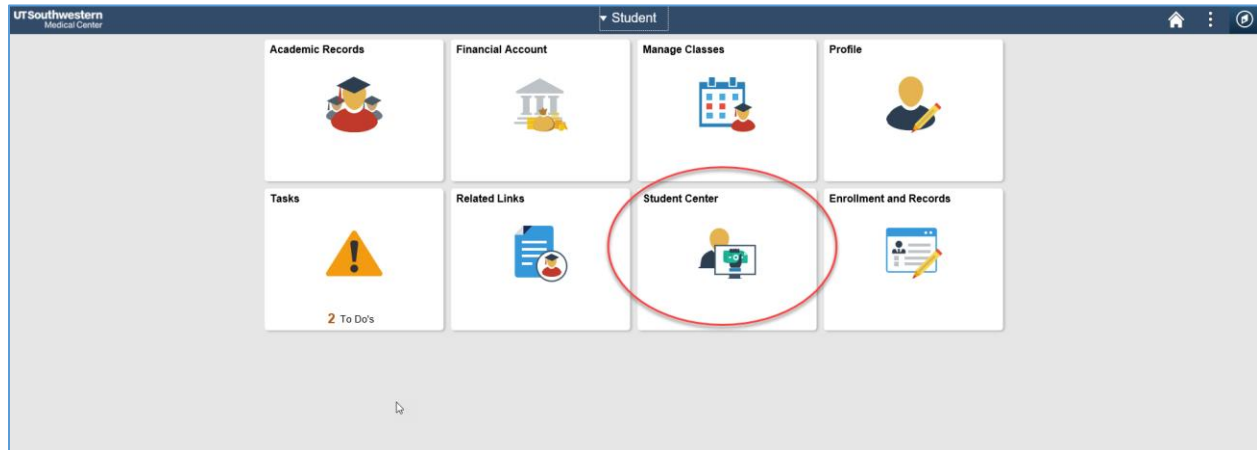 UTSouthwestern
Medical Center
Student
Academic Records
Financial Account
Manage Classes
Profile
Tasks
Related Links
Student Center
Enrollment and Records
2 To Do's